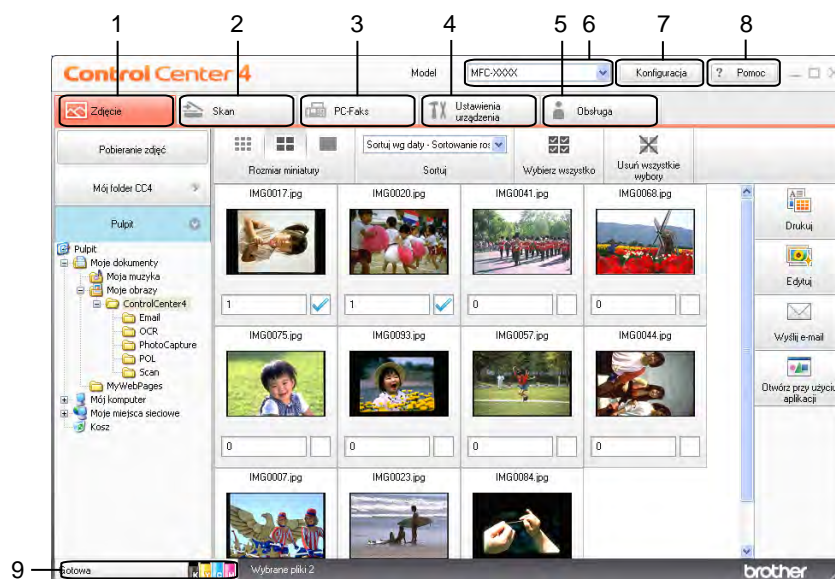 1 2 3 4 5 6 7 8
Control Center 4
Model
MFC-XXXX
Konfiguracja
? Pomoc
Zdjęcie
Skan
PC-Faks
Ustawienia
urządzenia
Obsługa
Pobieranie zdjęć
Mój folder CC4
Pulpit
Rozmiar miniatury
Sortuj wg daty - Sortowanie ros
Sortuj
Wybierz wszystko
Usuń wszystkie
wybory
Pulpit
Moje dokumenty
Moja muzyka
Moje obrazy
ControlCenter4
Email
OCR
PhotoCapture
POL
Scan
MyWebPages
Mój komputer
Moje miejsca sieciowe
Kosz
IMG0017.jpg
IMG0020.jpg
IMG0041.jpg
IMG0068.jpg
1
1
0
0
IMG0075.jpg
IMG0093.jpg
IMG0057.jpg
IMG0044.jpg
0
0
0
0
IMG0007.jpg
IMG0023.jpg
IMG0084.jpg
Drukuj
Edytuj
Wyślij e-mail
Otwórz przy użyciu
aplikacji
9
Gotowa
K Y C M
Wybrane pliki 2
brother